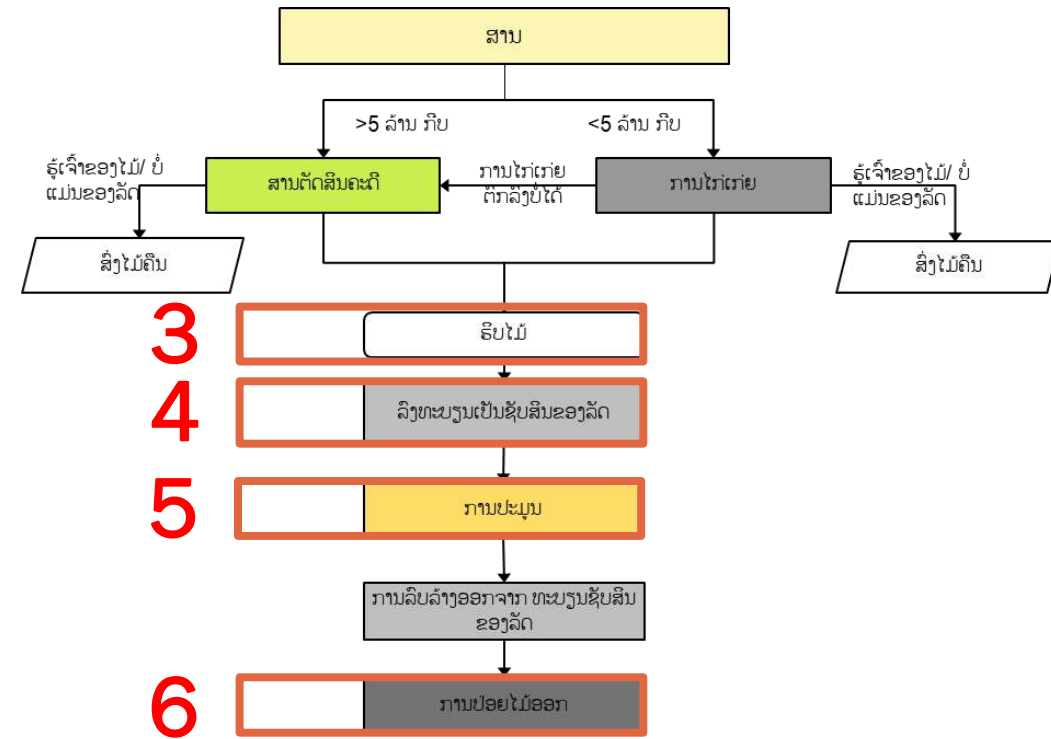 ສານ
>5 ລ້ານ ກີບ
<5 ລ້ານ ກີບ
ຮູ້ເຈົ້າຂອງໄມ້/ ບໍ່
ແມ່ນຂອງລັດ
ສານຕັດສິນຄະດີ
ການໄກ່ເກ່ຍ
ຕົກລົງບໍ່ໄດ້
ການໄກ່ເກ່ຍ
ຮູ້ເຈົ້າຂອງໄມ້/ ບໍ່
ແມ່ນຂອງລັດ
ສົ່ງໄມ້ຄືນ
ສົ່ງໄມ້ຄືນ
3
ຮິບໄມ້
4
ລົງທະບຽນເປັນຊັບສິນຂອງລັດ
5
ການປະມູນ
ການລົບລ້າງອອກຈາກ ທະບຽນຊັບສິນ
ຂອງລັດ
6
ການປ່ອຍໄມ້ອອກ